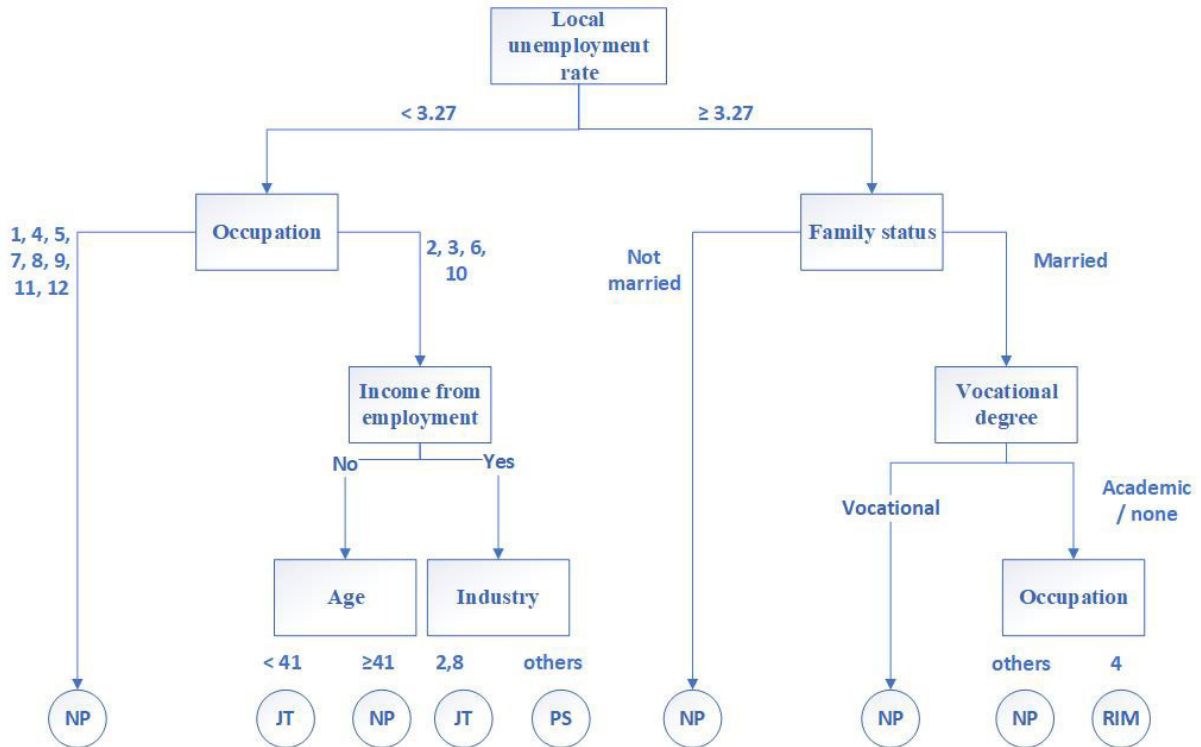 Local
unemployment
rate
< 3.27
≥ 3.27
Occupation
Family status
1, 4, 5,
7, 8, 9,
11, 12
2, 3, 6,
10
Not
married
Married
Income from
employment
Vocational
degree
No
Yes
Vocational
Academic
/ none
Age
Industry
Occupation
< 41
≥41
2,8
others
others
4
NP
JT
NP
JT
PS
NP
NP
NP
RIM